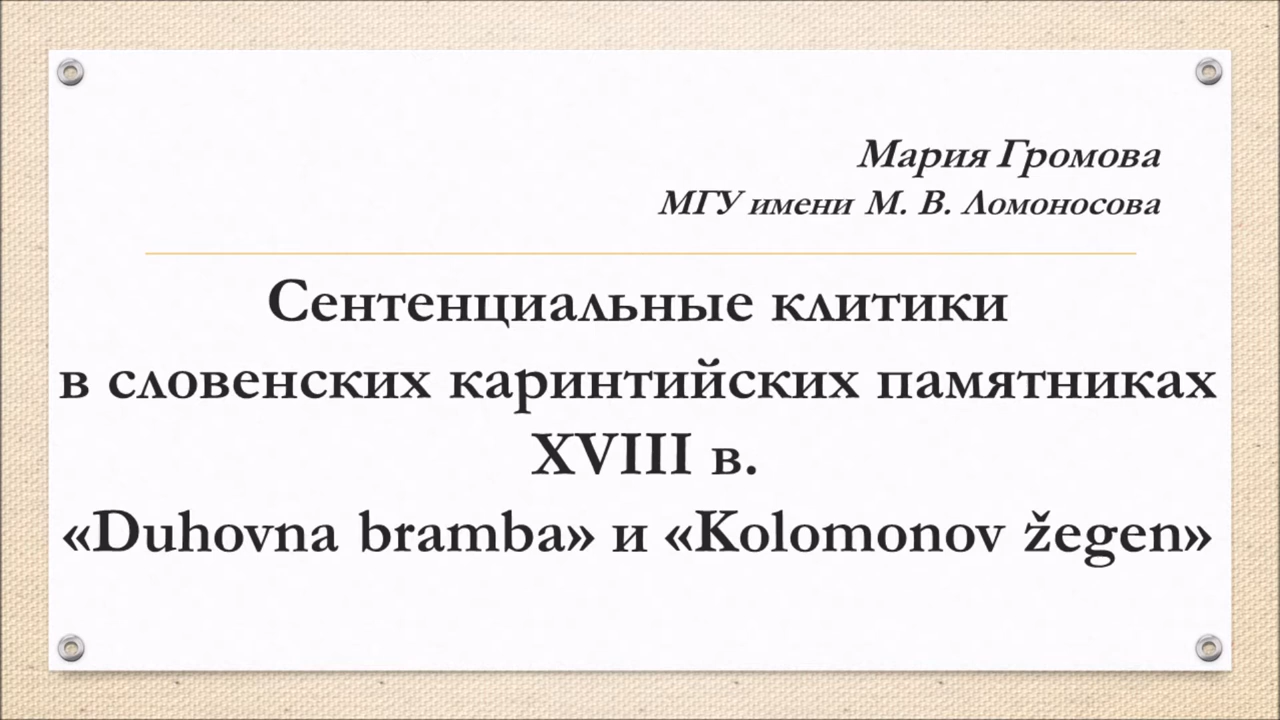 Мария Громова
МГУ имени М. В. Ломоносова
Сентенциальные клитики
в словенских каринтийских памятниках
XVIII в.
«Duhovna bramba» и «Kolomonov žegen»